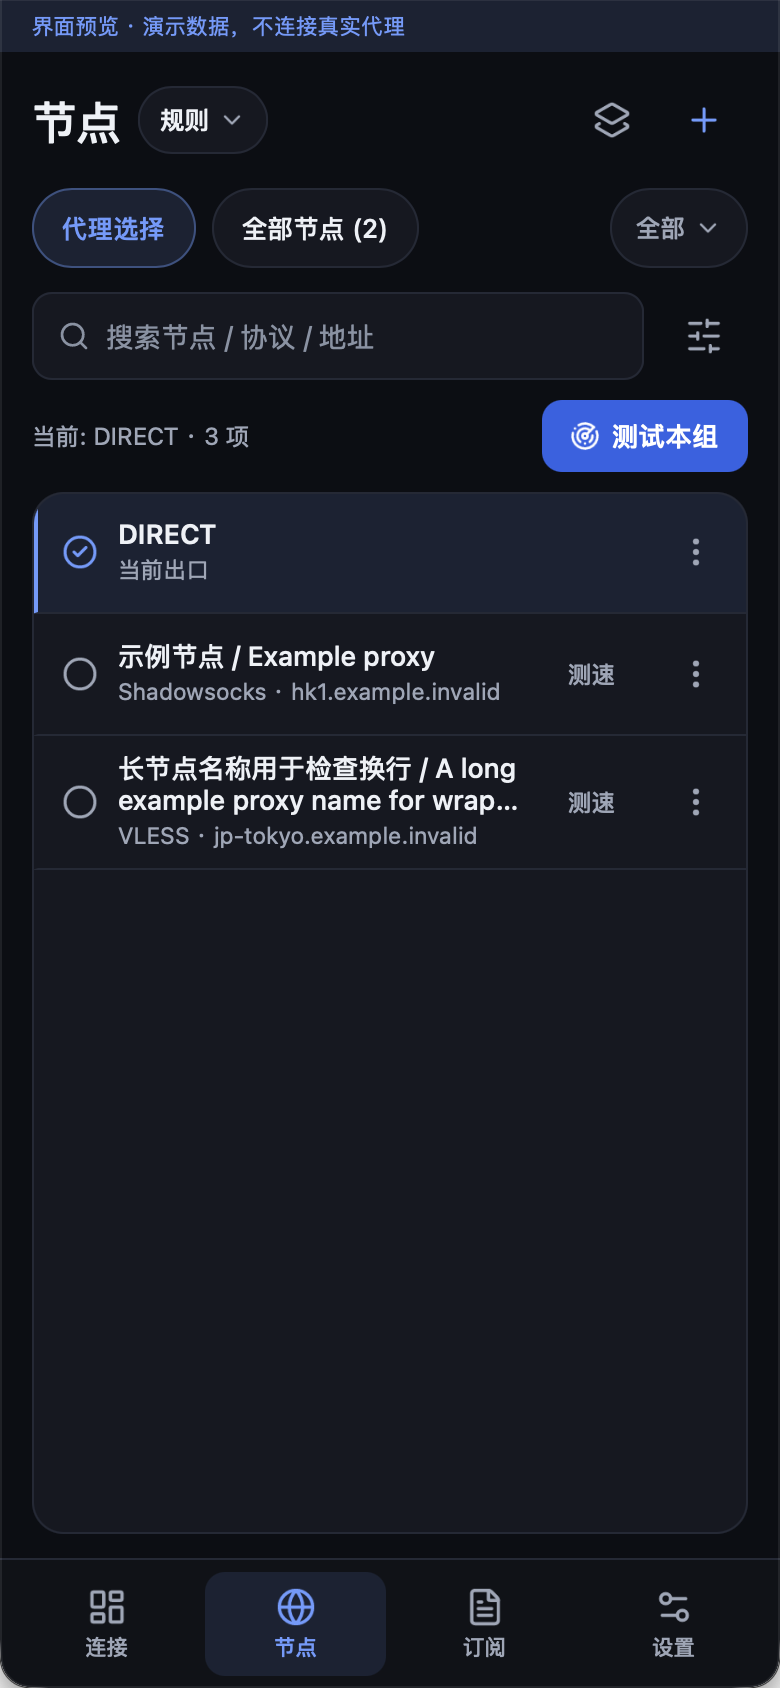 界面预览 · 演示数据，不连接真实代理
节点
规则
代理选择
全部节点 (2)
全部
搜索节点 / 协议 / 地址
当前: DIRECT · 3 项
测试本组
DIRECT
当前出口
示例节点 / Example proxy
Shadowsocks · hk1.example.invalid
测速
长节点名称用于检查换行 / A long
example proxy name for wrap...
VLESS · jp-tokyo.example.invalid
测速
连接
节点
订阅
设置